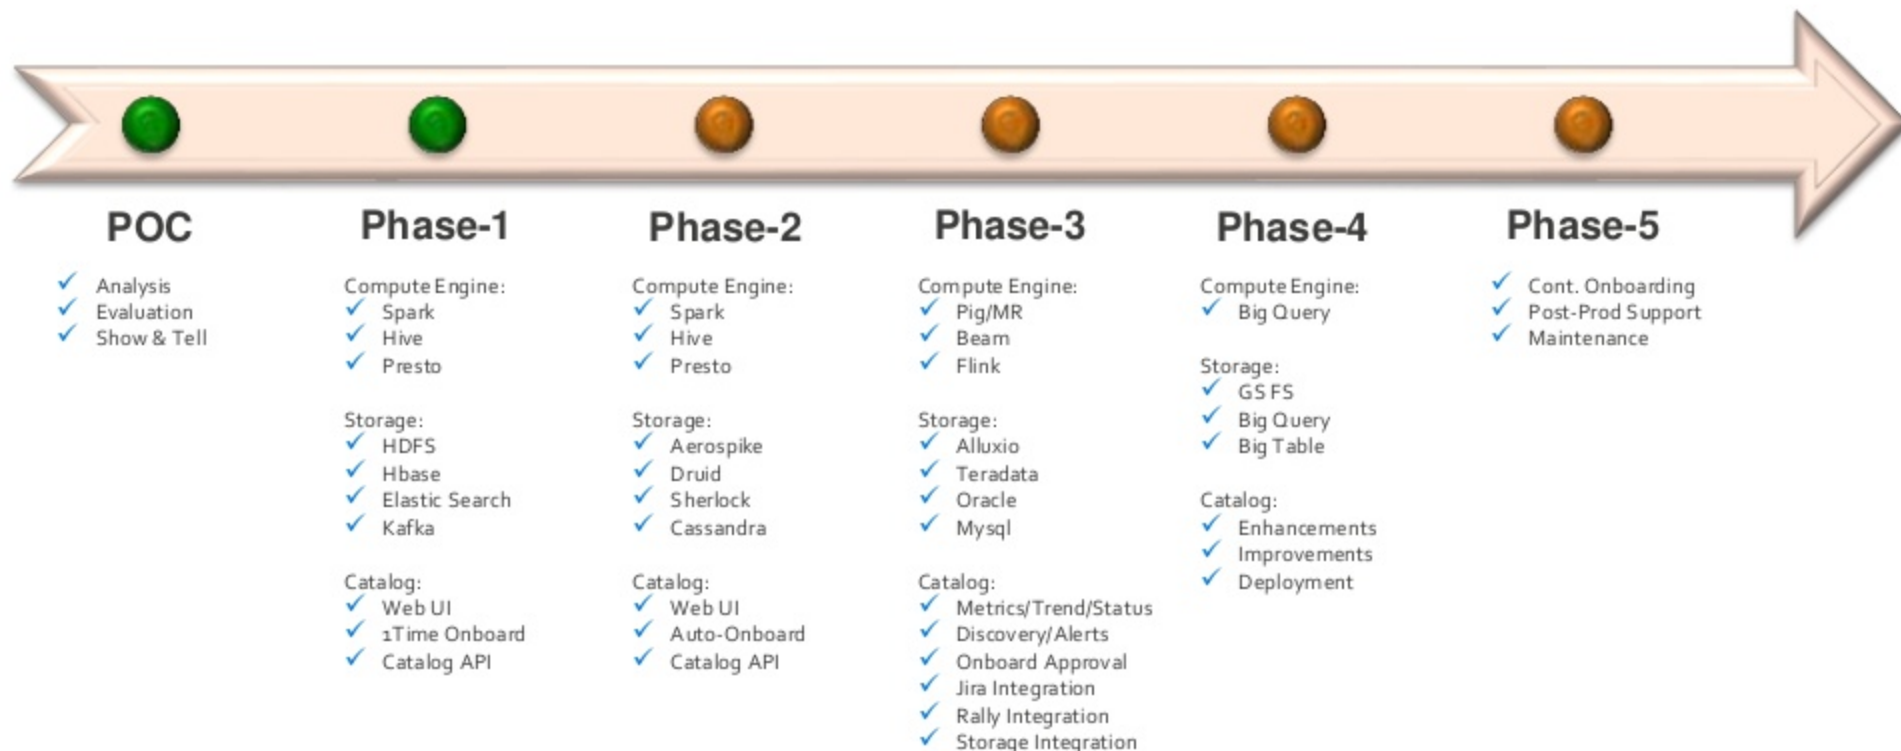 POC
Analysis
Evaluation
Show & Tell
Phase-1
Compute Engine:
Spark
Hive
Presto
Storage:
HDFS
Hbase
Elastic Search
Kafka
Catalog:
Web UI
1Time Onboard
Catalog API
Phase-2
Compute Engine:
Spark
Hive
Presto
Storage:
Aerospike
Druid
Sherlock
Cassandra
Catalog:
Web UI
Auto-Onboard
Catalog API
Phase-3
Compute Engine:
Pig/MR
Beam
Flink
Storage:
Alluxio
Teradata
Oracle
Mysql
Catalog:
Metrics/Trend/Status
Discovery/Alerts
Onboard Approval
Jira Integration
Rally Integration
Storage Integration
Phase-4
Compute Engine:
Big Query
Storage:
GS FS
Big Query
Big Table
Catalog:
Enhancements
Improvements
Deployment
Phase-5
Cont. Onboarding
Post-Prod Support
Maintenance